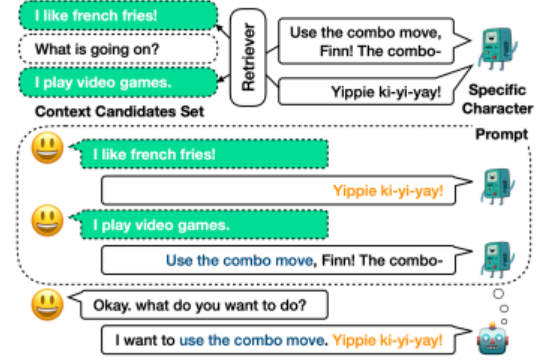 I like french fries!
What is going on?
I play video games.
Context Candidates Set
Retriever
Use the combo move,
Finn! The combo-
Yippie ki-yi-yay!
Specific
Character
Prompt
I like french fries!
Yippie ki-yi-yay!
I play video games.
Use the combo move, Finn! The combo-
Okay. what do you want to do?
I want to use the combo move. Yippie ki-yi-yay!